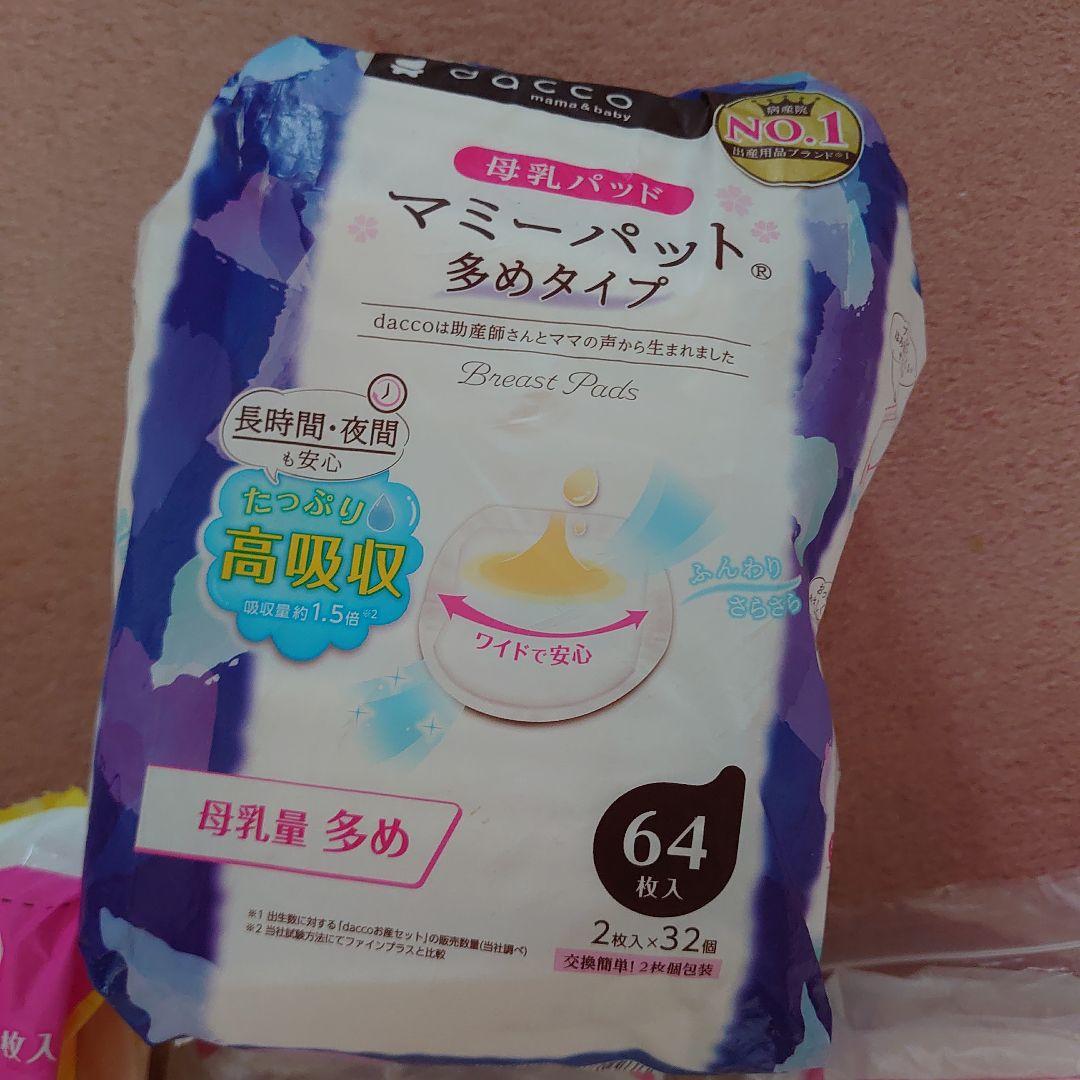 dacco
mama & baby
病産院
NO.1
出産用品ブランド※1
母乳パッド
マミーパット®
多めタイプ
daccoは助産師さんとママの声から生まれました
Breast Pads
長時間・夜間
も安心
たっぷり
高吸収
吸収量約1.5倍※2
ふんわり
さらさら
ワイドで安心
母乳量 多め
64
枚入
2枚入×32個
交換簡単!2枚個包装
※1 出生数に対する「daccoお産セット」の販売数量(当社調べ)
※2 当社試験方法にてファインプラスと比較
枚入